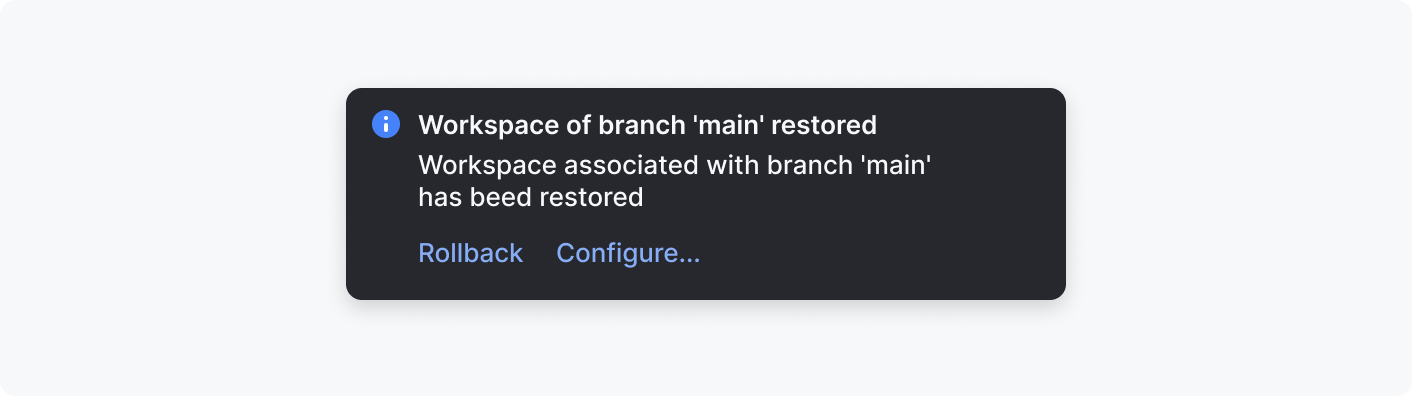 Workspace of branch 'main' restored
Workspace associated with branch 'main'
has beed restored
Rollback Configure...